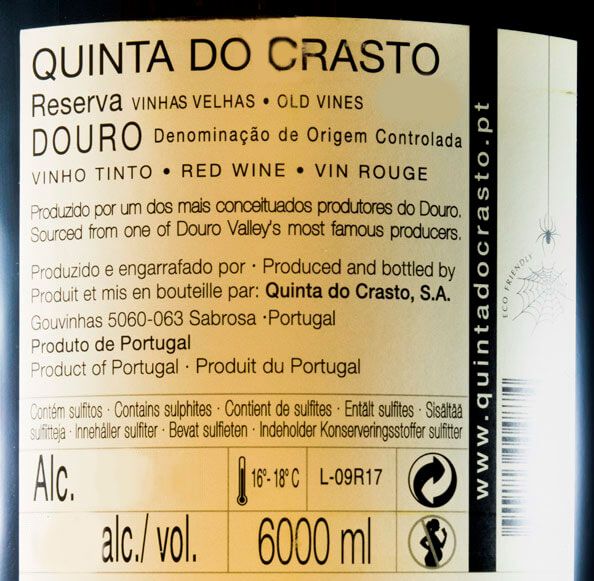 QUINTA DO CRASTO
Reserva VINHAS VELHAS • OLD VINES
DOURO Denominação de Origem Controlada
VINHO TINTO • RED WINE • VIN ROUGE
Produzido por um dos mais conceituados produtores do Douro.
Sourced from one of Douro Valley's most famous producers.
Produzido e engarrafado por · Produced and bottled by
Produit et mis en bouteille par: Quinta do Crasto, S.A.
Gouvinhas 5060-063 Sabrosa ·Portugal
Produto de Portugal
Product of Portugal · Produit du Portugal
Contém sulfitos · Contains sulphites · Contient de sulfites · Entält sulfites · Sisältää
sulfiitteja · Innehåller sulfiter · Bevat sulfieten · Indeholder Konserveringsstoffer sulfitter
Alc.
16º-18º C
L-09R17
alc./ vol.
6000 ml
www.quintadocrasto.pt
ECO FRIENDLY